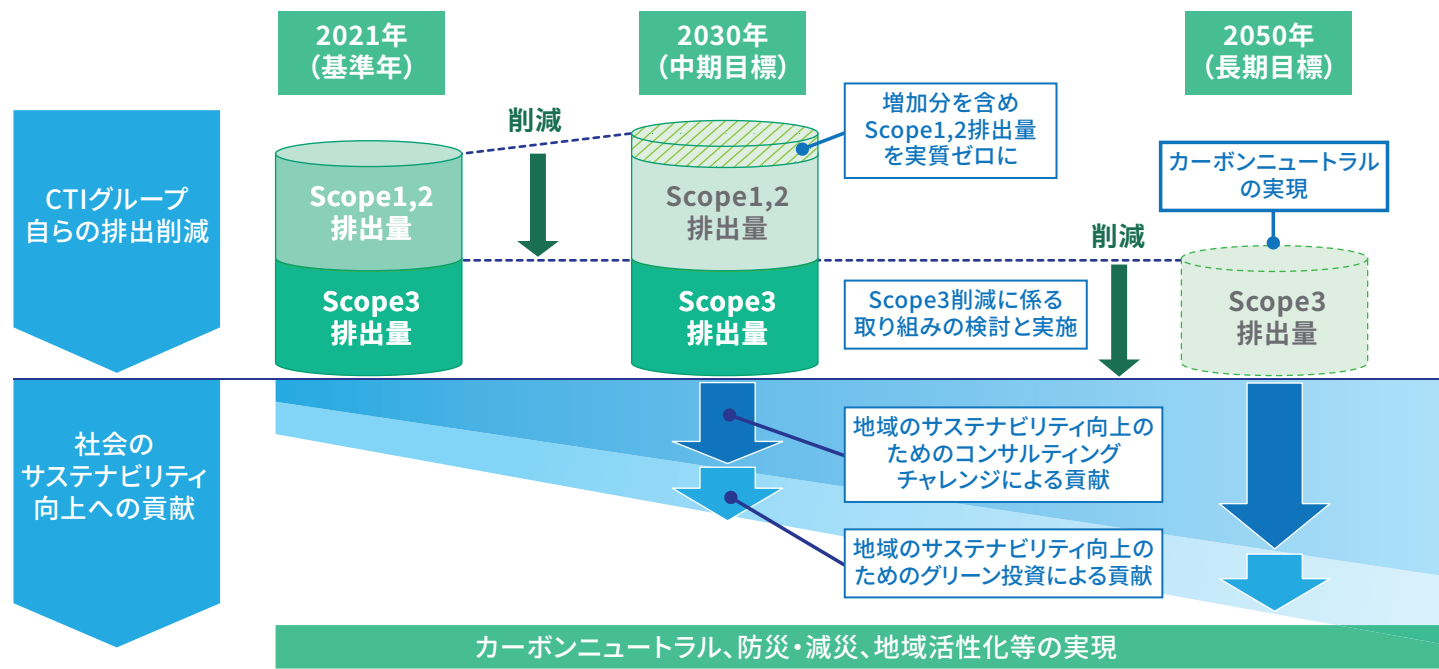 2021年
（基準年）
2030年
（中期目標）
2050年
（長期目標）
CTIグループ
自らの排出削減
Scope1,2
排出量
Scope3
排出量
削減
Scope1,2
排出量
Scope3
排出量
増加分を含め
Scope1,2排出量
を実質ゼロに
Scope3削減に係る
取り組みの検討と実施
削減
カーボンニュートラル
の実現
Scope3
排出量
社会の
サステナビリティ
向上への貢献
地域のサステナビリティ向上の
ためのコンサルティング
チャレンジによる貢献
地域のサステナビリティ向上の
ためのグリーン投資による貢献
カーボンニュートラル、防災・減災、地域活性化等の実現